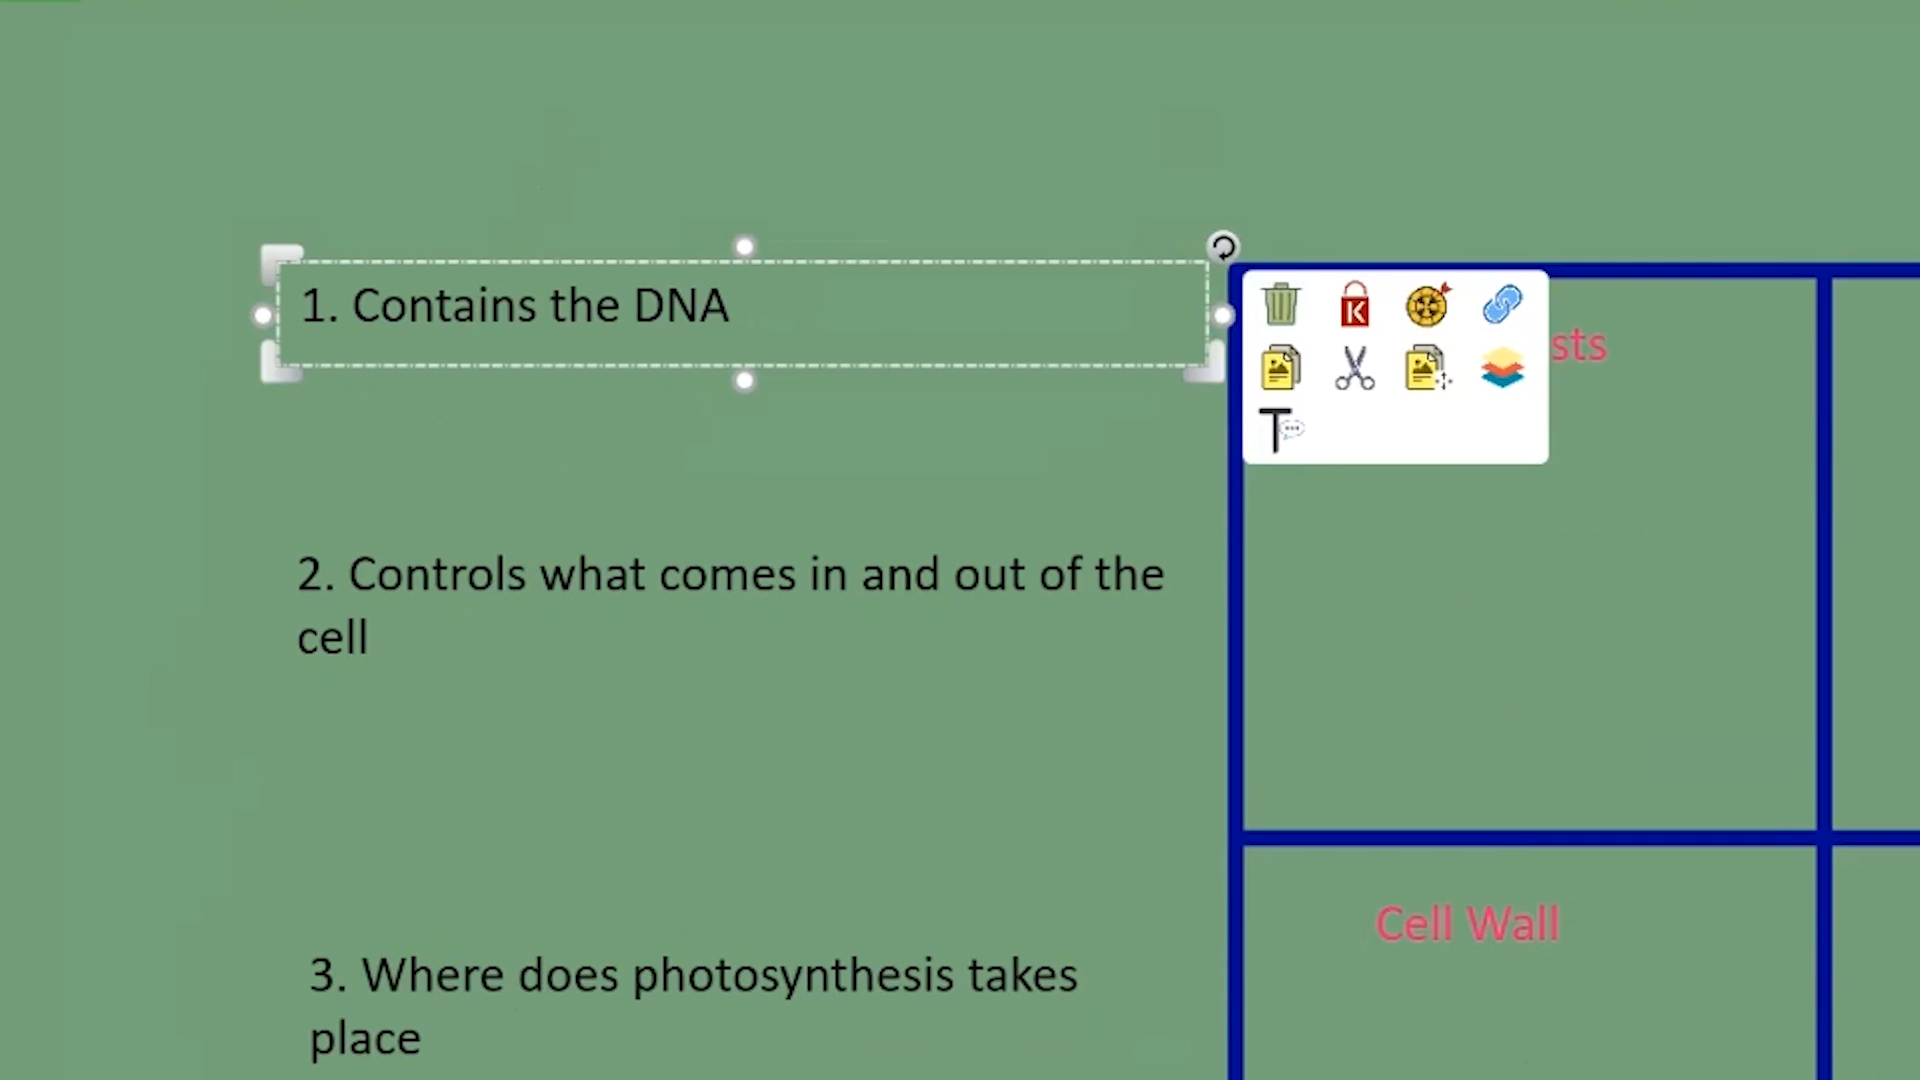 1. Contains the DNA
sts
2. Controls what comes in and out of the
cell
Cell Wall
3. Where does photosynthesis takes
place